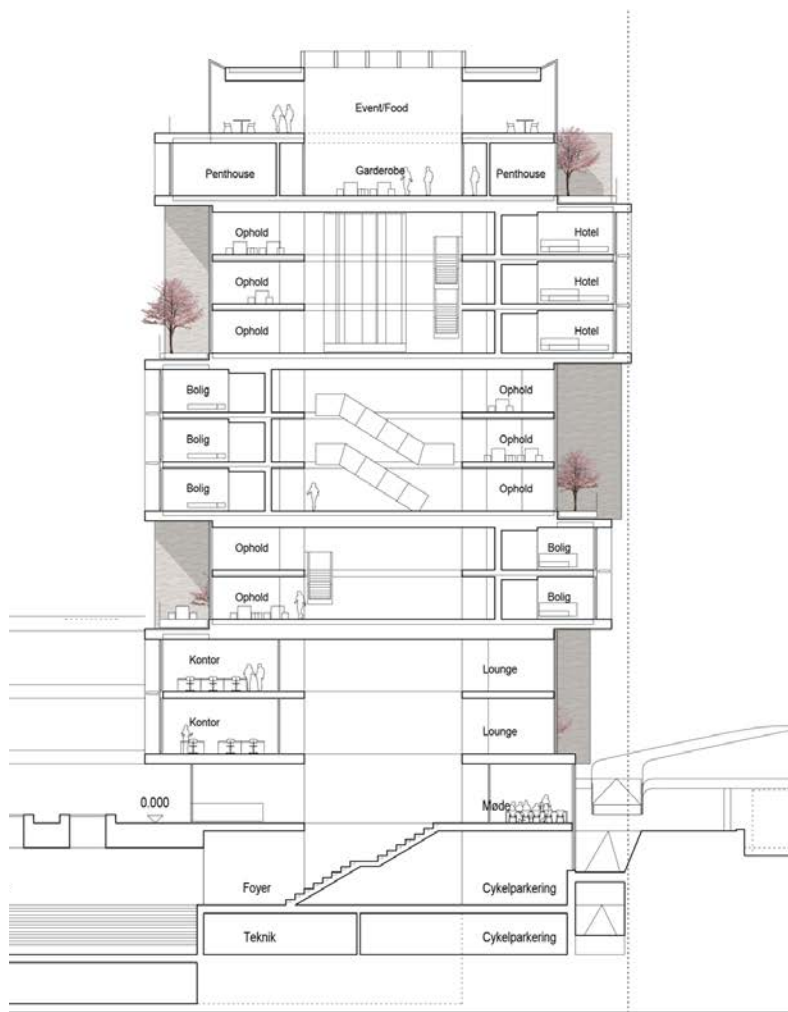 Event/Food
Penthouse Garderobe Penthouse
Ophold Hotel
Ophold Hotel
Ophold Hotel
Bolig Ophold
Bolig Ophold
Bolig Ophold
Ophold Bolig
Ophold Bolig
Kontor Lounge
Kontor Lounge
0.000 Møde
Foyer Cykelparkering
Teknik Cykelparkering